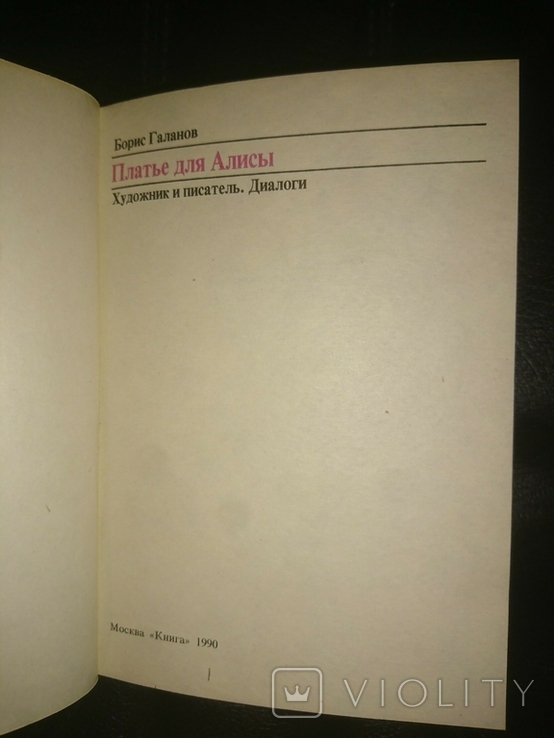 Борис Галанов
Платье для Алисы
Художник и писатель. Диалоги
Москва «Книга» 1990
VIOLITY